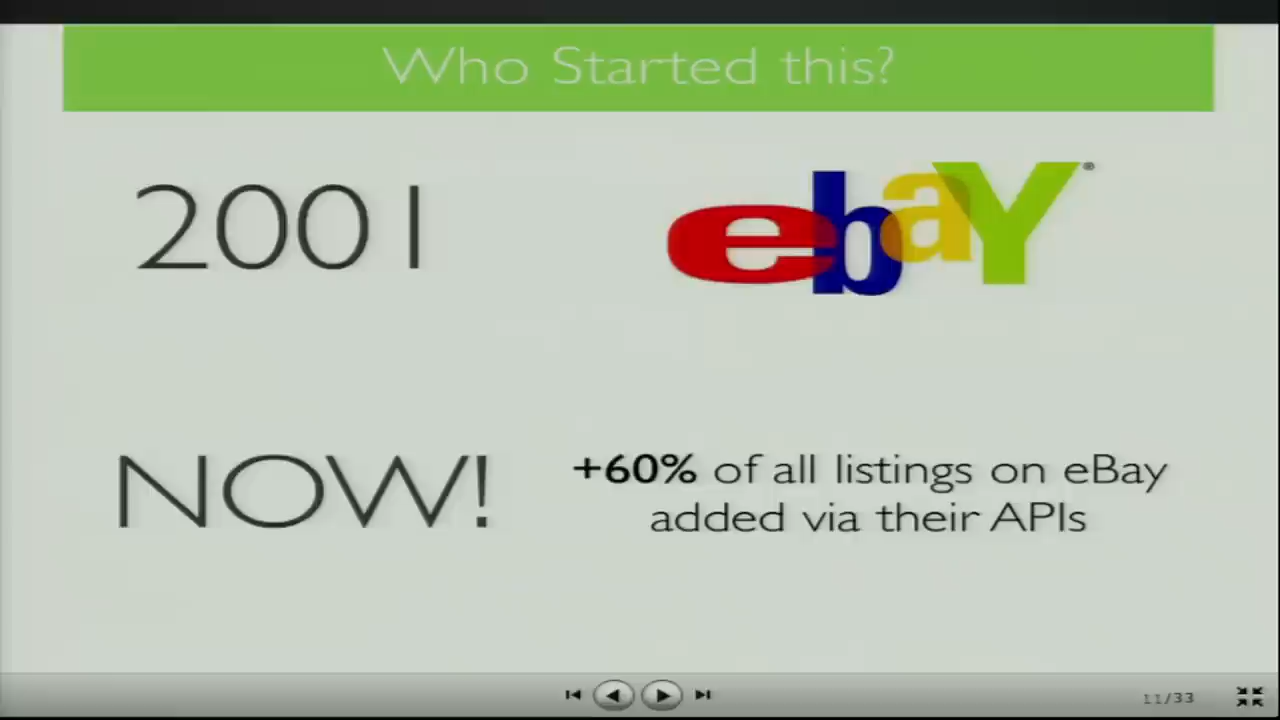 Who Started this?
2001
ebaY®
NOW!
+60% of all listings on eBay
added via their APIs
11/33